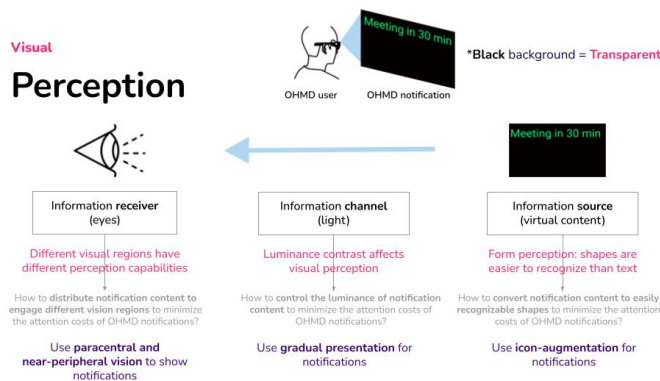 Visual
Perception
Meeting in 30 min
OHMD user
OHMD notification
*Black background = Transparent
Meeting in 30 min
Information receiver
(eyes)
Information channel
(light)
Information source
(virtual content)
Different visual regions have
different perception capabilities
Luminance contrast affects
visual perception
Form perception: shapes are
easier to recognize than text
How to distribute notification content to
engage different vision regions to minimize
the attention costs of OHMD notifications?
How to control the luminance of notification
content to minimize the attention costs of
OHMD notifications?
How to convert notification content to easily
recognizable shapes to minimize the attention
costs of OHMD notifications?
Use paracentral and
near-peripheral vision to show
notifications
Use gradual presentation for
notifications
Use icon-augmentation for
notifications